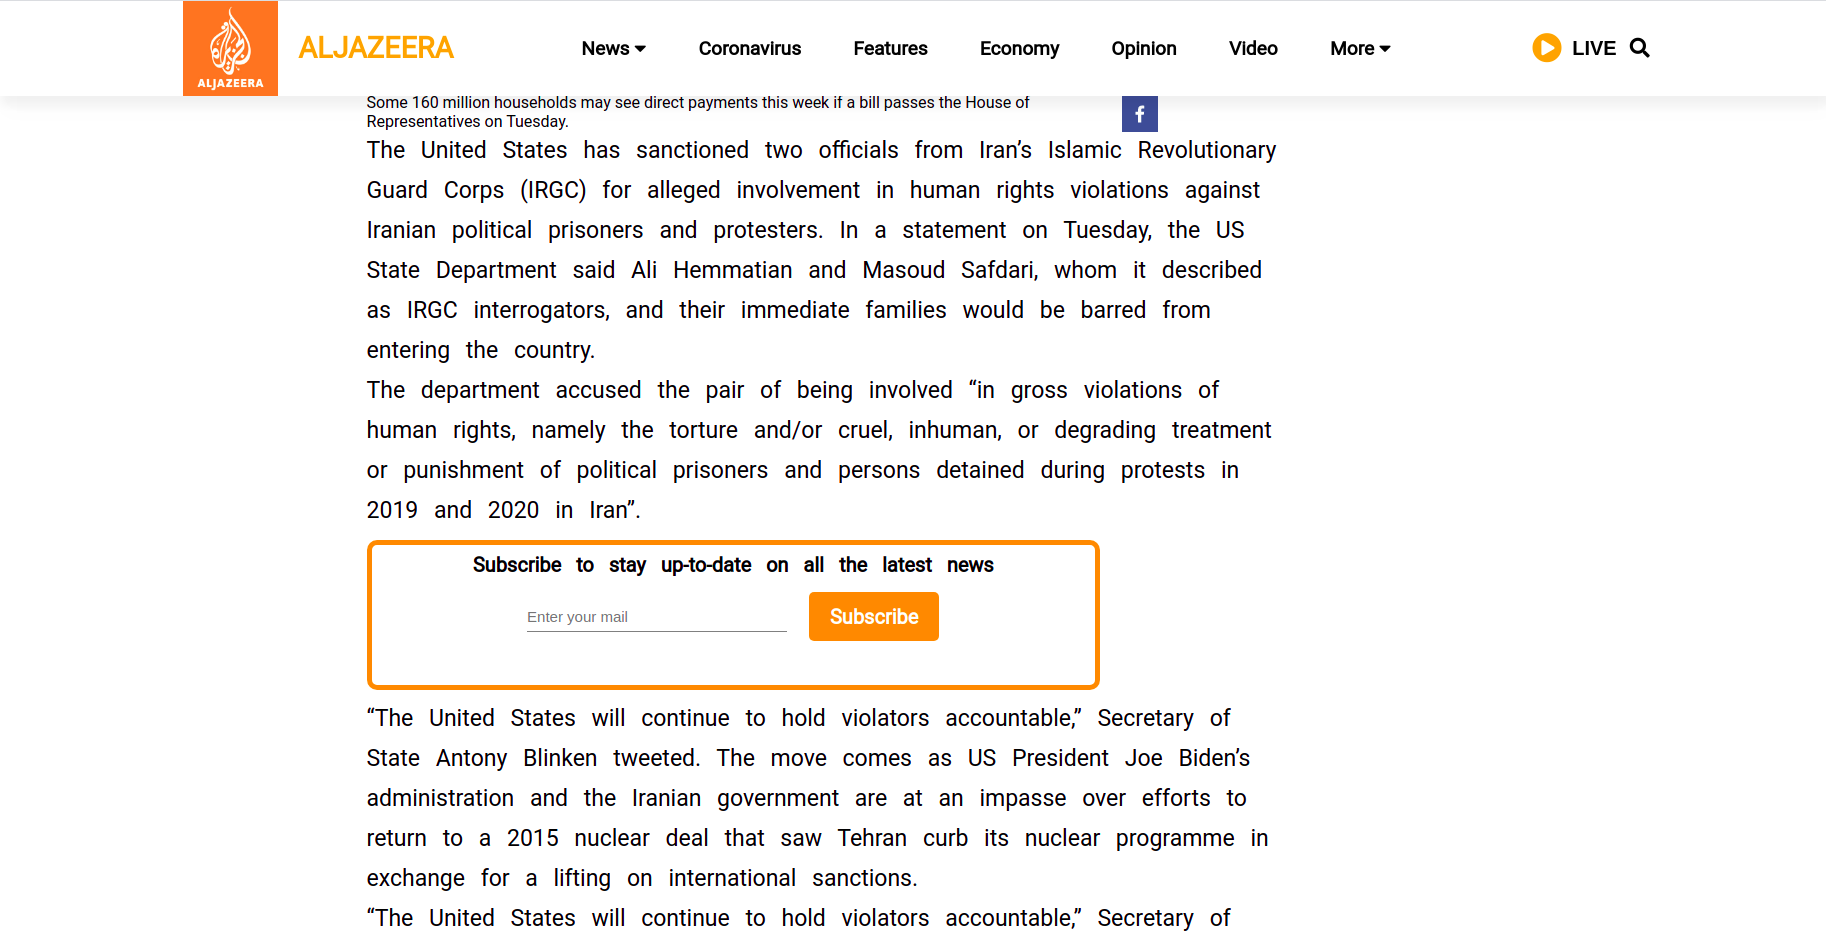 ALJAZEERA
ALJAZEERA
News
Coronavirus
Features
Economy
Opinion
Video
More
LIVE
Some 160 million households may see direct payments this week if a bill passes the House of
Representatives on Tuesday.
The United States has sanctioned two officials from Iran’s Islamic Revolutionary
Guard Corps (IRGC) for alleged involvement in human rights violations against
Iranian political prisoners and protesters. In a statement on Tuesday, the US
State Department said Ali Hemmatian and Masoud Safdari, whom it described
as IRGC interrogators, and their immediate families would be barred from
entering the country.
The department accused the pair of being involved “in gross violations of
human rights, namely the torture and/or cruel, inhuman, or degrading treatment
or punishment of political prisoners and persons detained during protests in
2019 and 2020 in Iran”.
Subscribe to stay up-to-date on all the latest news
Enter your mail
Subscribe
“The United States will continue to hold violators accountable,” Secretary of
State Antony Blinken tweeted. The move comes as US President Joe Biden’s
administration and the Iranian government are at an impasse over efforts to
return to a 2015 nuclear deal that saw Tehran curb its nuclear programme in
exchange for a lifting on international sanctions.
“The United States will continue to hold violators accountable,” Secretary of